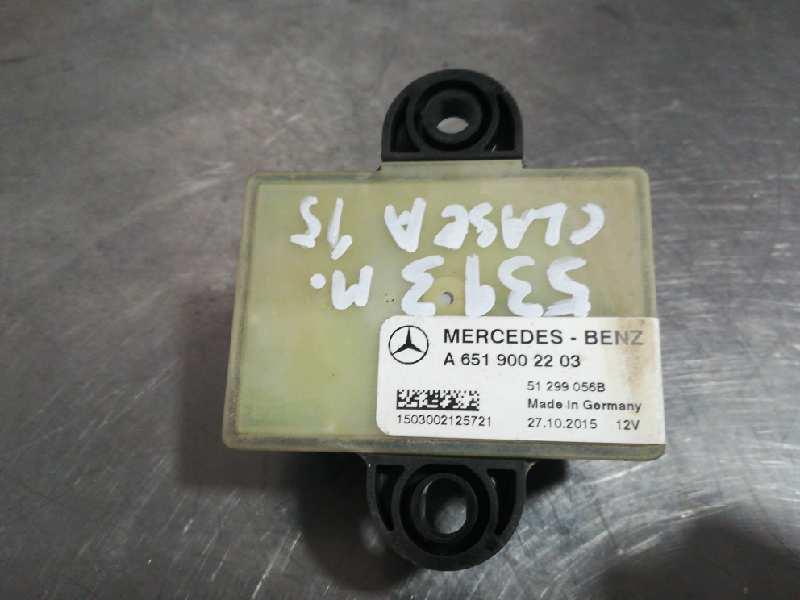 CLASE A 15
5393 M.
MERCEDES - BENZ
A 651 900 22 03
51 299 056B
Made in Germany
1503002125721
27.10.2015 12V